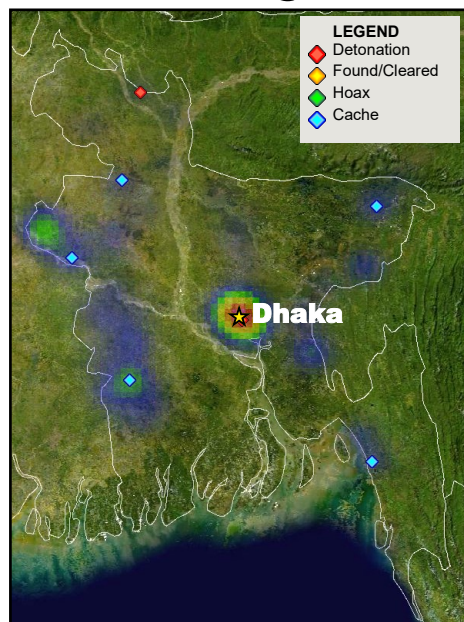 LEGEND
Detonation
Found/Cleared
Hoax
Cache
Dhaka